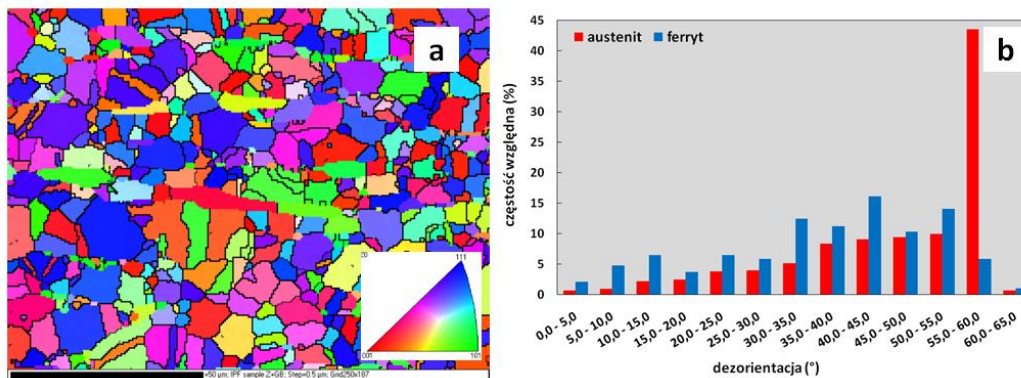 a
111
001
101
=50 µm; IPF sample Z+GB; Step=0.5 µm; Grid250x187
b
austenit
ferryt
częstość względna (%)
45
40
35
30
25
20
15
10
5
0
0,0 - 5,0
5,0 - 10,0
10,0 - 15,0
15,0 - 20,0
20,0 - 25,0
25,0 - 30,0
30,0 - 35,0
35,0 - 40,0
40,0 - 45,0
45,0 - 50,0
50,0 - 55,0
55,0 - 60,0
60,0 - 65,0
dezorientacja (°)